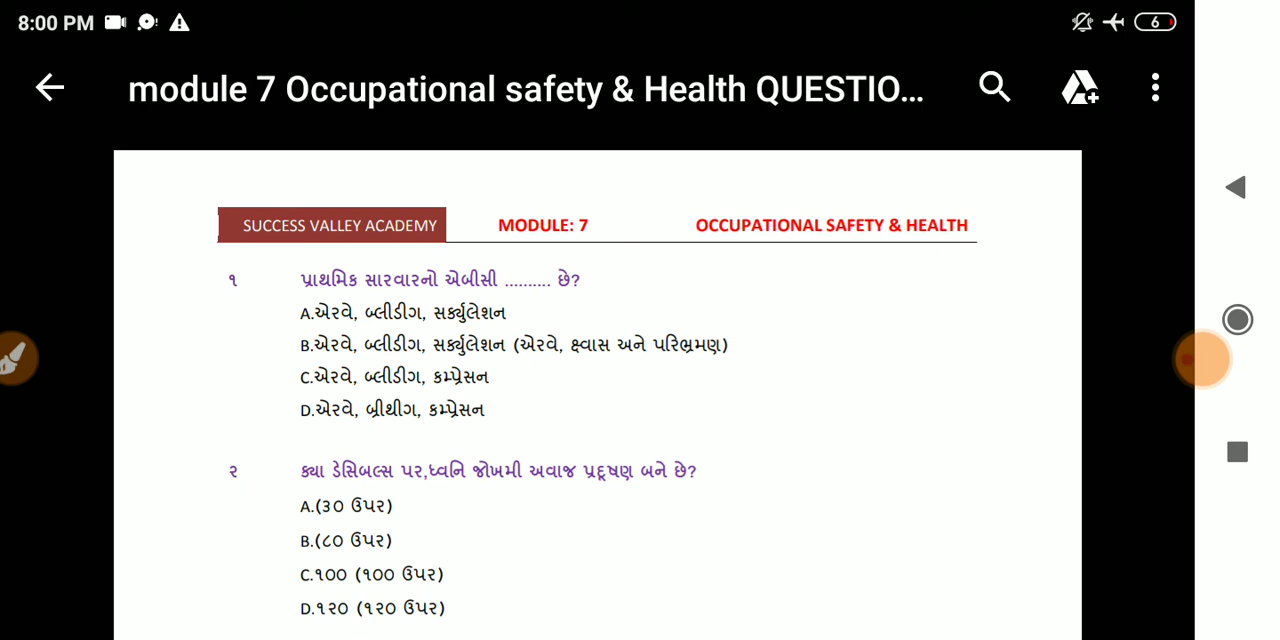 8:00 PM
6
module 7 Occupational safety & Health QUESTIO...
SUCCESS VALLEY ACADEMY MODULE: 7 OCCUPATIONAL SAFETY & HEALTH
૧ પ્રાથમિક સારવારનો એબીસી .......... છે?
A.એરવે, બ્લીડીગ, સર્ક્યુલેશન
B.એરવે, બ્લીડીગ, સર્ક્યુલેશન (એરવે, ક્ષ્વાસ અને પરિભ્રમણ)
C.એરવે, બ્લીડીગ, કમ્પ્રેસન
D.એરવે, બ્રીથીગ, કમ્પ્રેસન
૨ ક્યા ડેસિબલ્સ પર,ધ્વનિ જોખમી અવાજ પ્રદૂષણ બને છે?
A.(૩૦ ઉપર)
B.(૮૦ ઉપર)
C.૧૦૦ (૧૦૦ ઉપર)
D.૧૨૦ (૧૨૦ ઉપર)